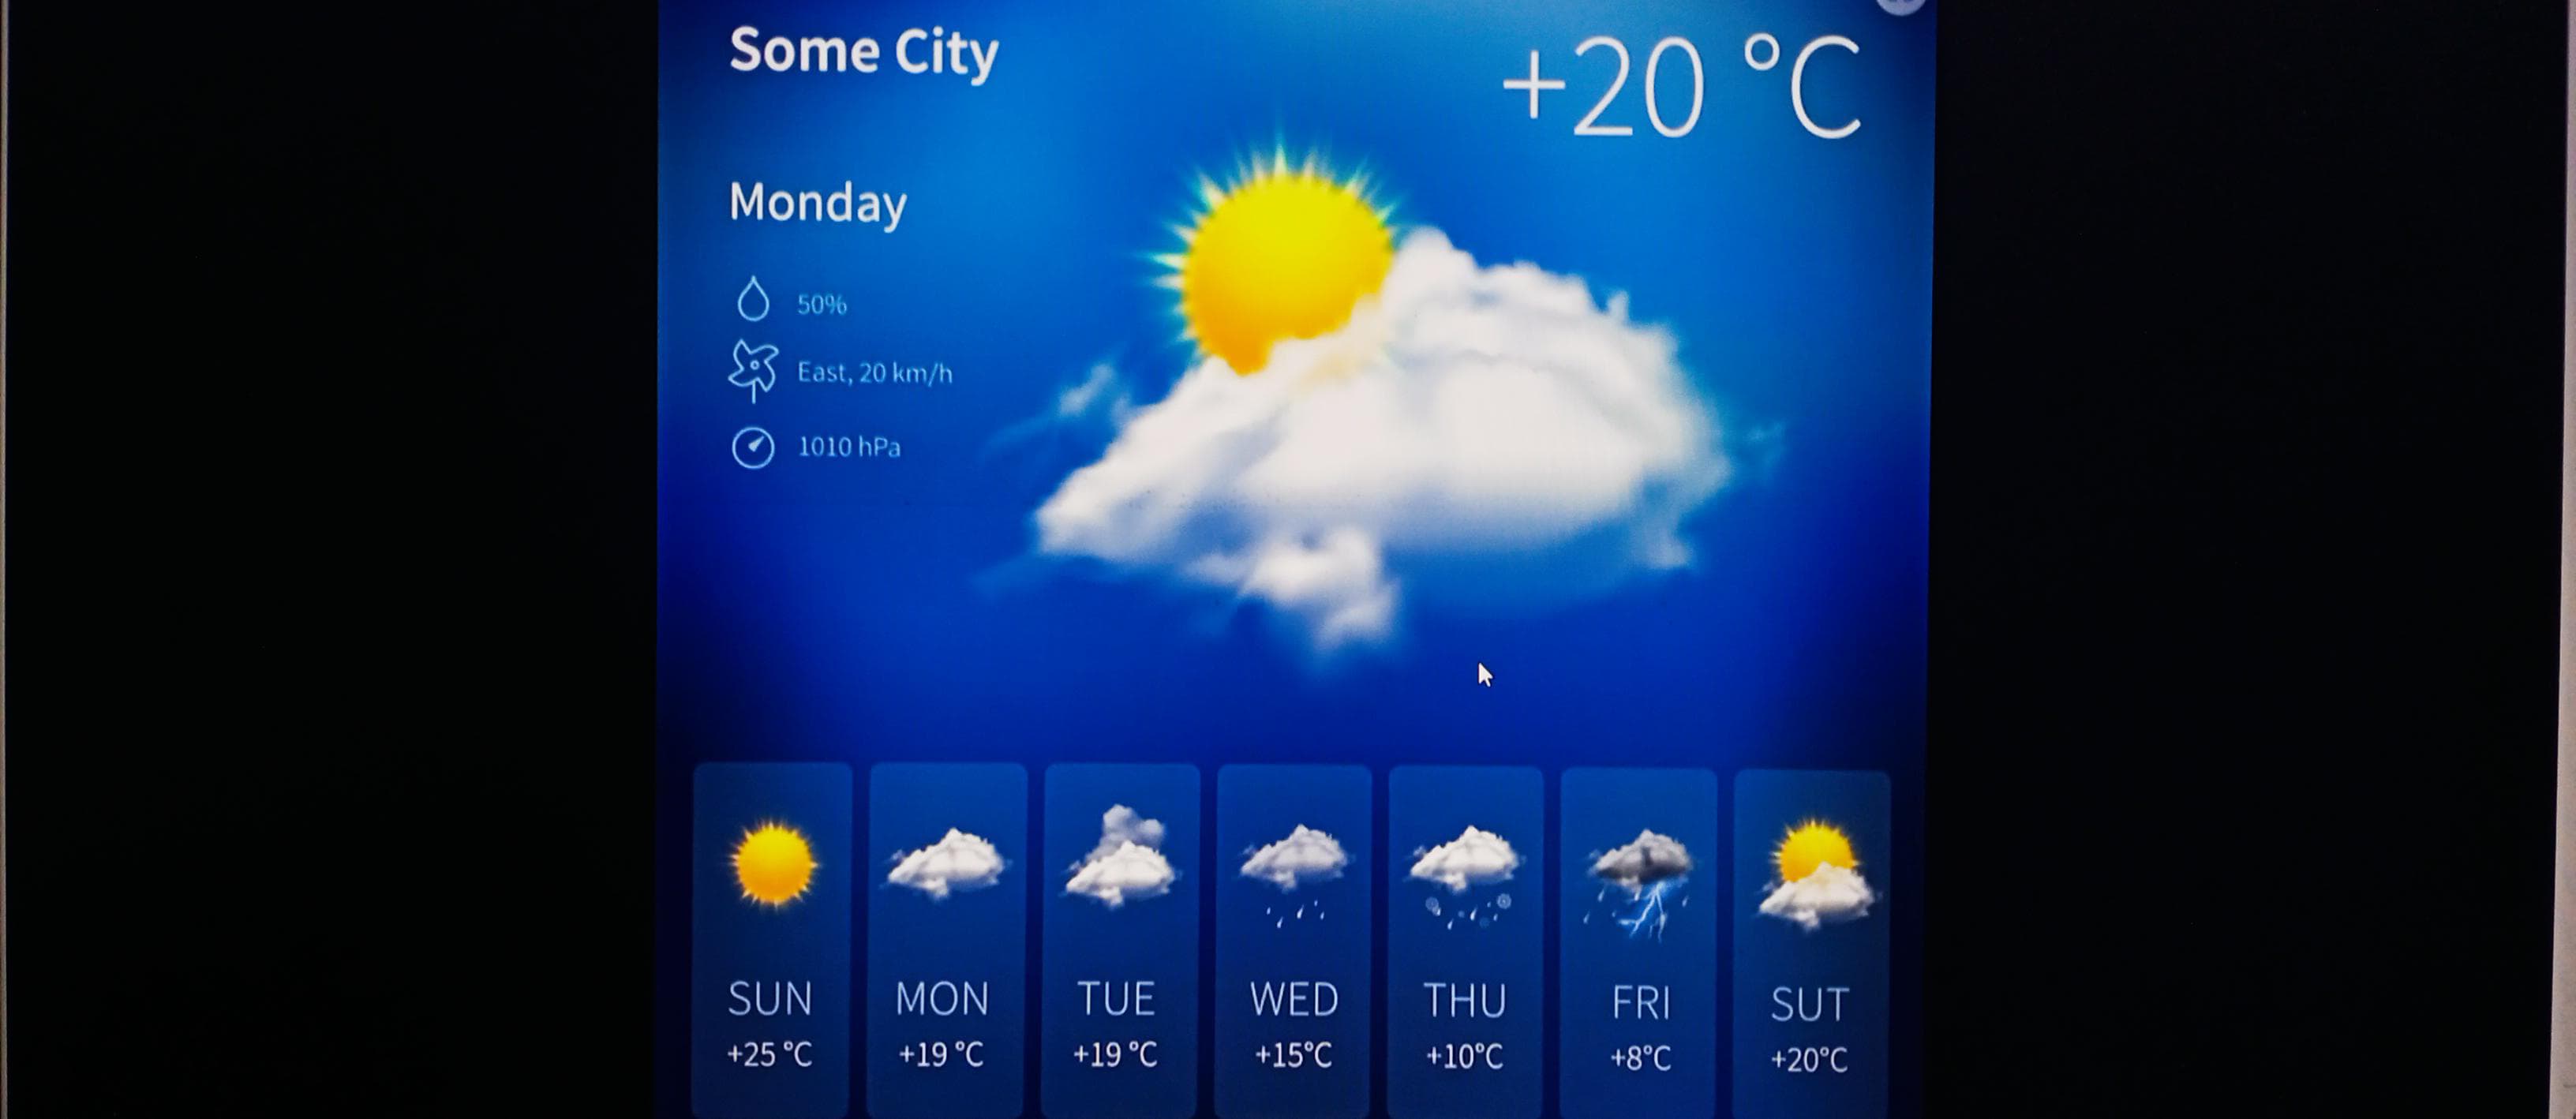 Some City
+20 °C
Monday
50%
East, 20 km/h
1010 hPa
SUN MON TUE WED THU FRI SUT
+25 °C +19 °C +19 °C +15°C +10°C +8°C +20°C